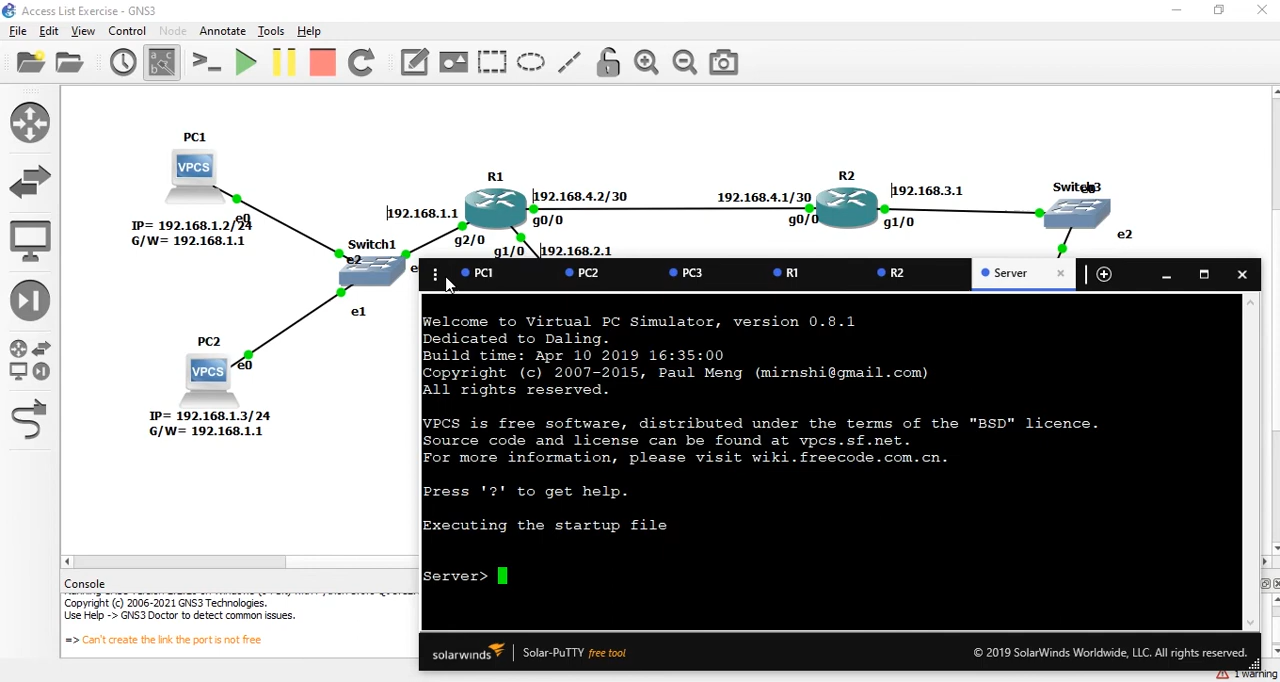 Access List Exercise - GNS3
File Edit View Control Node Annotate Tools Help
PC1
VPCS
IP= 192.168.1.2/24
G/W= 192.168.1.1
e0
Switch1
e2
e1
PC2
VPCS
e0
IP= 192.168.1.3/24
G/W= 192.168.1.1
192.168.1.1
g2/0
R1
192.168.4.2/30
g0/0
g1/0
192.168.2.1
192.168.4.1/30
g0/0
R2
192.168.3.1
g1/0
Switch3
e2
PC1 PC2 PC3 R1 R2 Server
Welcome to Virtual PC Simulator, version 0.8.1
Dedicated to Daling.
Build time: Apr 10 2019 16:35:00
Copyright (c) 2007-2015, Paul Meng (mirnshi@gmail.com)
All rights reserved.
VPCS is free software, distributed under the terms of the "BSD" licence.
Source code and license can be found at vpcs.sf.net.
For more information, please visit wiki.freecode.com.cn.
Press '?' to get help.
Executing the startup file
Server>
solarwinds Solar-PuTTY free tool © 2019 SolarWinds Worldwide, LLC. All rights reserved.
Console
Copyright (c) 2006-2021 GNS3 Technologies.
Use Help -> GNS3 Doctor to detect common issues.
=> Can't create the link the port is not free
1 warning